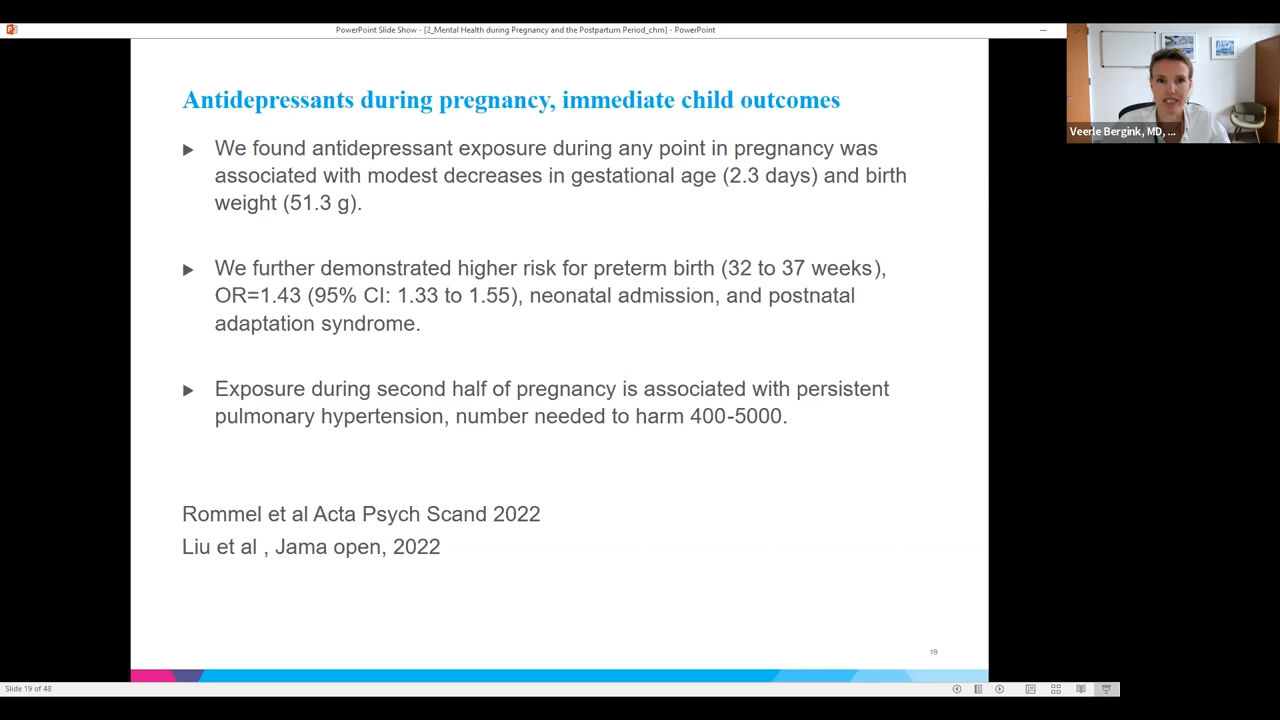 PowerPoint Slide Show - [2_Mental Health during Pregnancy and the Postpartum Period_chm] - PowerPoint
Veerle Bergink, MD, ...
Antidepressants during pregnancy, immediate child outcomes
We found antidepressant exposure during any point in pregnancy was
associated with modest decreases in gestational age (2.3 days) and birth
weight (51.3 g).
We further demonstrated higher risk for preterm birth (32 to 37 weeks),
OR=1.43 (95% CI: 1.33 to 1.55), neonatal admission, and postnatal
adaptation syndrome.
Exposure during second half of pregnancy is associated with persistent
pulmonary hypertension, number needed to harm 400-5000.
Rommel et al Acta Psych Scand 2022
Liu et al , Jama open, 2022
19
Slide 19 of 48